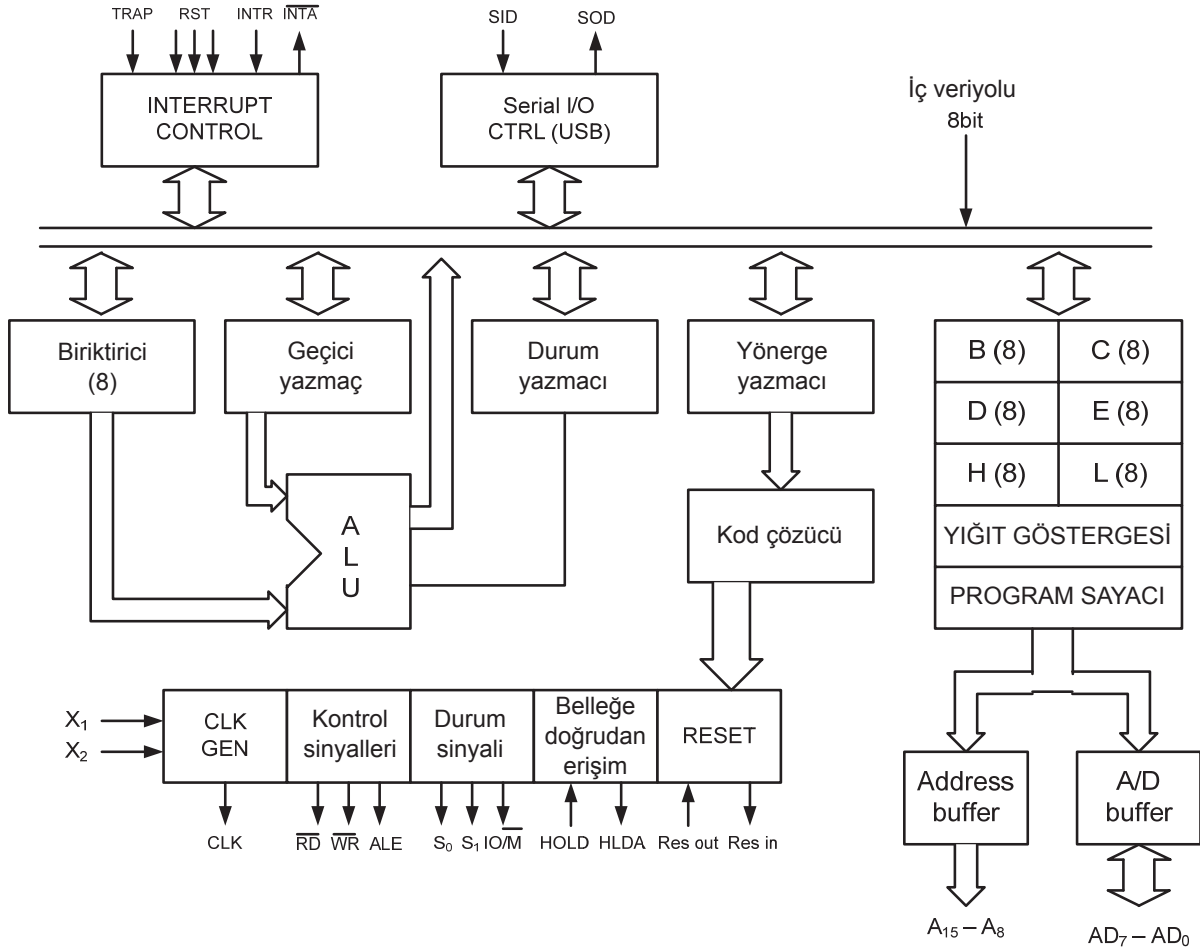 TRAP RST INTR I̅N̅T̅A̅ SID SOD
INTERRUPT
CONTROL
Serial I/O
CTRL (USB)
İç veriyolu
8bit
Biriktirici
(8)
Geçici
yazmaç
Durum
yazmacı
Yönerge
yazmacı
B (8) C (8)
D (8) E (8)
H (8) L (8)
YIĞIT GÖSTERGESİ
PROGRAM SAYACI
A
L
U
Kod çözücü
X₁
X₂
CLK
GEN
Kontrol
sinyalleri
Durum
sinyali
Belleğe
doğrudan
erişim
RESET
CLK R̅D̅ W̅R̅ ALE S₀ S₁ IO/M̅ HOLD HLDA Res out Res in
Address
buffer
A/D
buffer
A₁₅ – A₈ AD₇ – AD₀